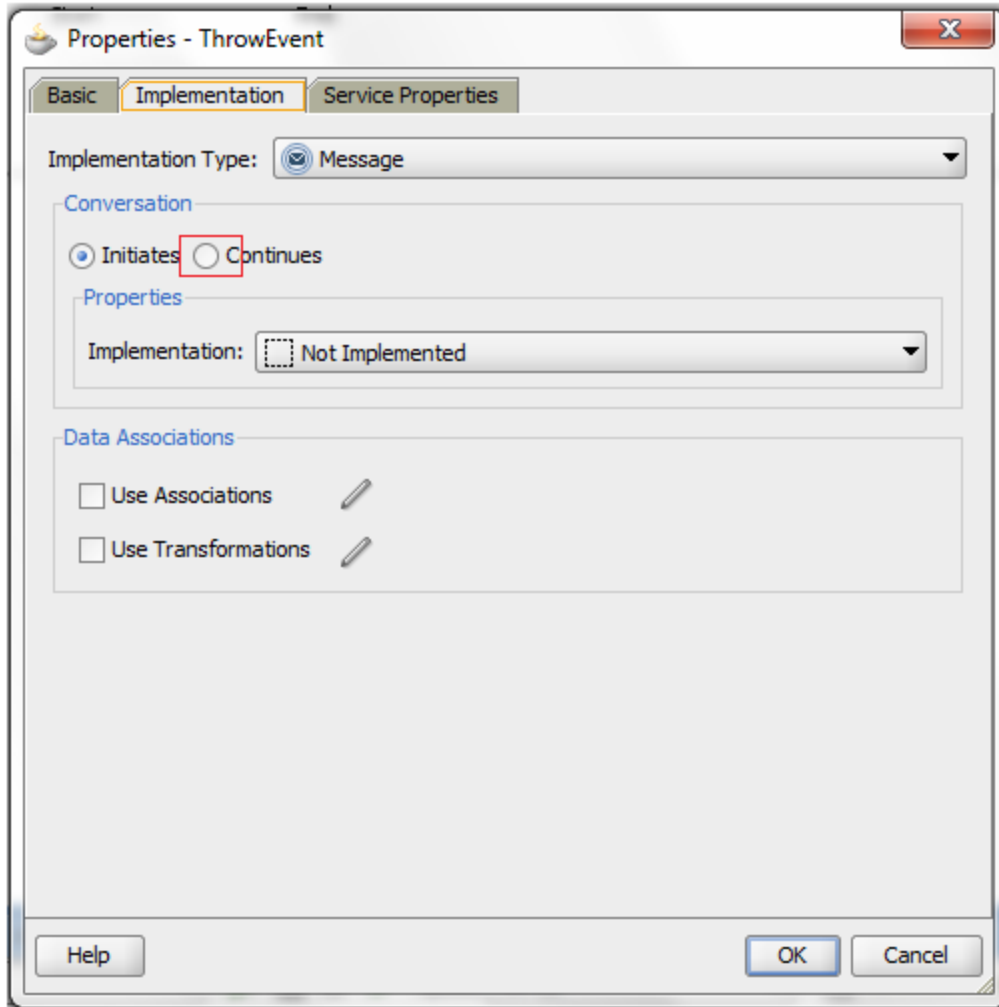 Properties - ThrowEvent
Basic Implementation Service Properties
Implementation Type: Message
Conversation
Initiates Continues
Properties
Implementation: Not Implemented
Data Associations
Use Associations
Use Transformations
Help OK Cancel